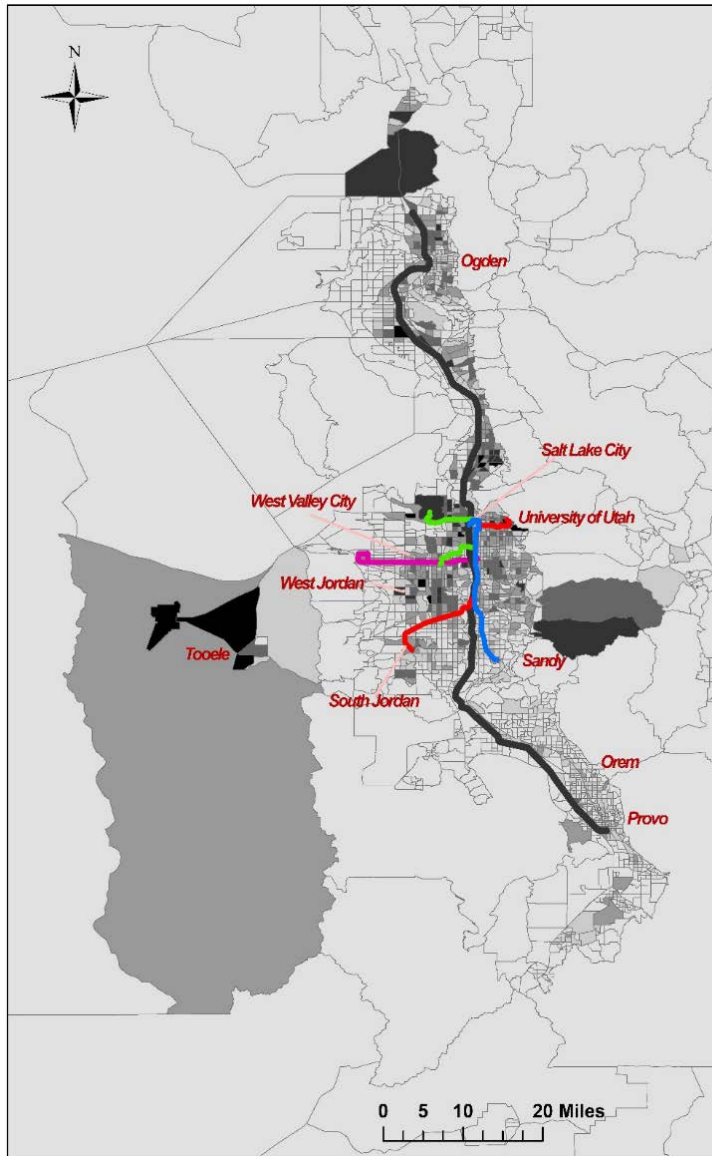 N
Ogden
Salt Lake City
West Valley City
University of Utah
West Jordan
Tooele
Sandy
South Jordan
Orem
Provo
0 5 10 20 Miles